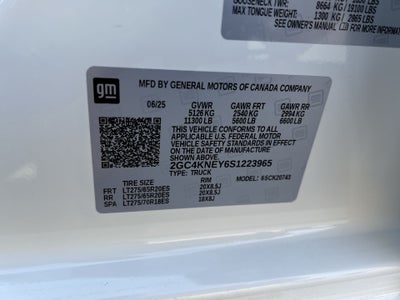 GOOSENECK TWR: 8664 KG / 19100 LBS
MAX TONGUE WEIGHT: 1300 KG / 2865 LBS
SEE OWNER'S MANUAL FOR ADDITIONAL INFORMATION
gm
MFD BY GENERAL MOTORS OF CANADA COMPANY
06/25 GVWR GAWR FRT GAWR RR
5126 KG 2540 KG 2994 KG
11300 LB 5600 LB 6600 LB
THIS VEHICLE CONFORMS TO ALL APPLICABLE
U.S. FEDERAL MOTOR VEHICLE SAFETY
STANDARDS IN EFFECT ON THE DATE OF
MANUFACTURE SHOWN ABOVE.
2GC4KNEY6S1223965
TYPE: TRUCK
RIM MODEL: 6SCK20743
FRT LT275/65R20ES 20X8.5J
RR LT275/65R20ES 20X8.5J
SPA LT275/70R18ES 18X8J